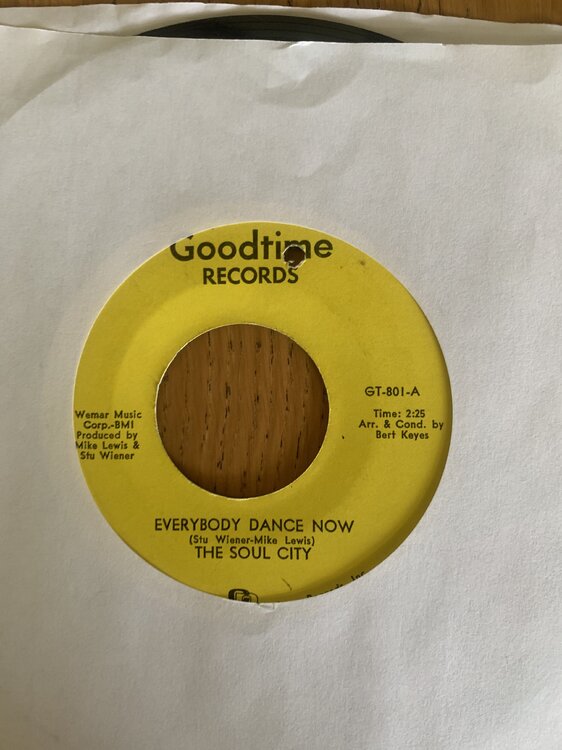 Goodtime
RECORDS
GT-801-A
Time: 2:25
Arr. & Cond. by
Bert Keyes
Wemar Music
Corp.-BMI
Produced by
Mike Lewis &
Stu Wiener
EVERYBODY DANCE NOW
(Stu Wiener-Mike Lewis)
THE SOUL CITY